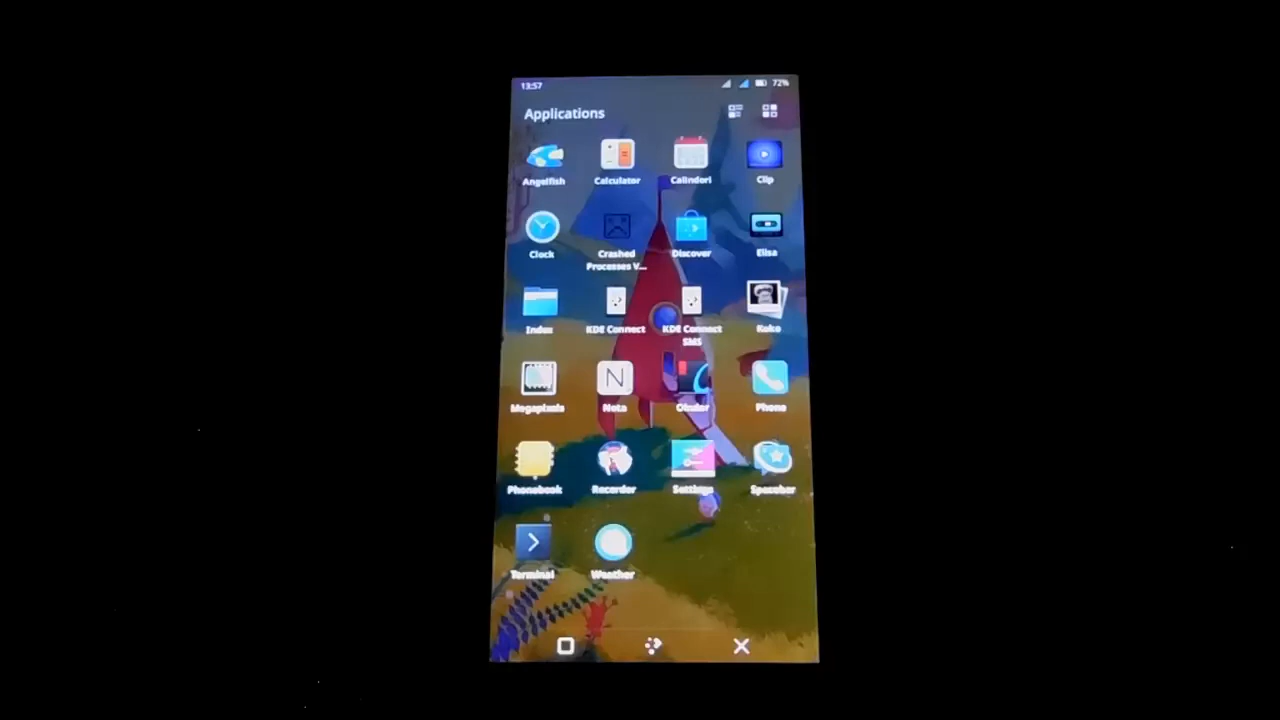 13:57 72%
Applications
Angelfish Calculator Calindori Clip
Clock Crashed Discover Elisa
Processes V...
Index KDE Connect KDE Connect Koko
SMS
Megapixels Nota Okular Phone
Phonebook Recorder Settings Spacebar
Terminal Weather